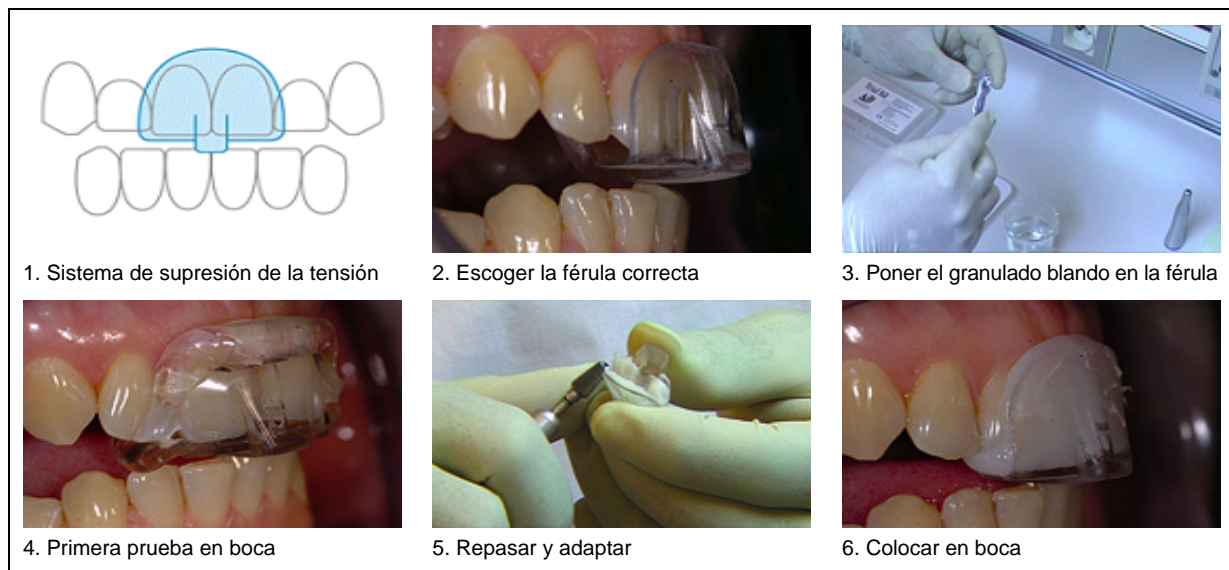 1. Sistema de supresión de la tensión
2. Escoger la férula correcta
3. Poner el granulado blando en la férula
4. Primera prueba en boca
5. Repasar y adaptar
6. Colocar en boca